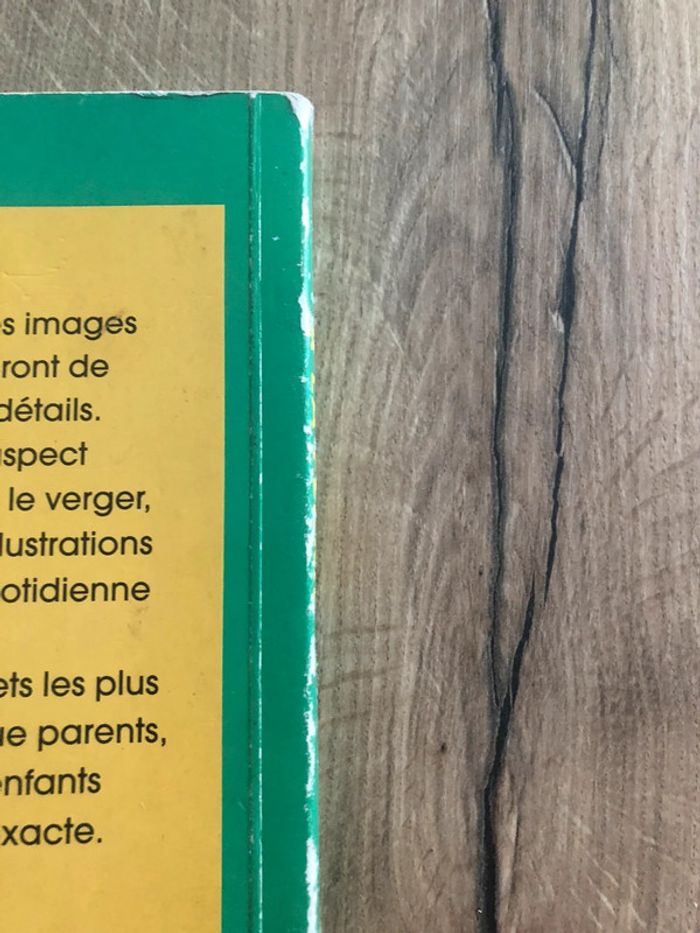 s images
ront de
détails.
spect
le verger,
lustrations
otidienne
ets les plus
ue parents,
enfants
xacte.